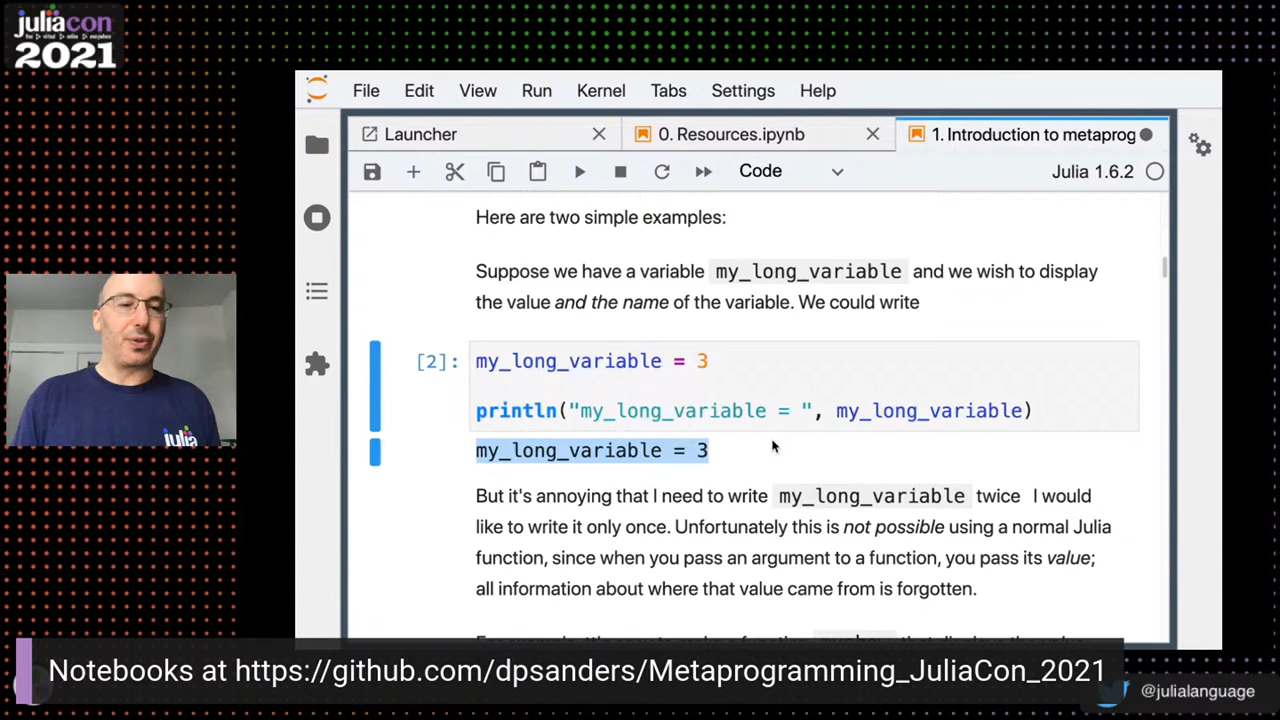 juliacon
2021
File Edit View Run Kernel Tabs Settings Help
Launcher
0. Resources.ipynb
1. Introduction to metaprog
Code
Julia 1.6.2
Here are two simple examples:
Suppose we have a variable my_long_variable and we wish to display
the value and the name of the variable. We could write
[2]:
my_long_variable = 3
println("my_long_variable = ", my_long_variable)
my_long_variable = 3
But it's annoying that I need to write my_long_variable twice I would
like to write it only once. Unfortunately this is not possible using a normal Julia
function, since when you pass an argument to a function, you pass its value;
all information about where that value came from is forgotten.
julia
Notebooks at https://github.com/dpsanders/Metaprogramming_JuliaCon_2021
@julialanguage